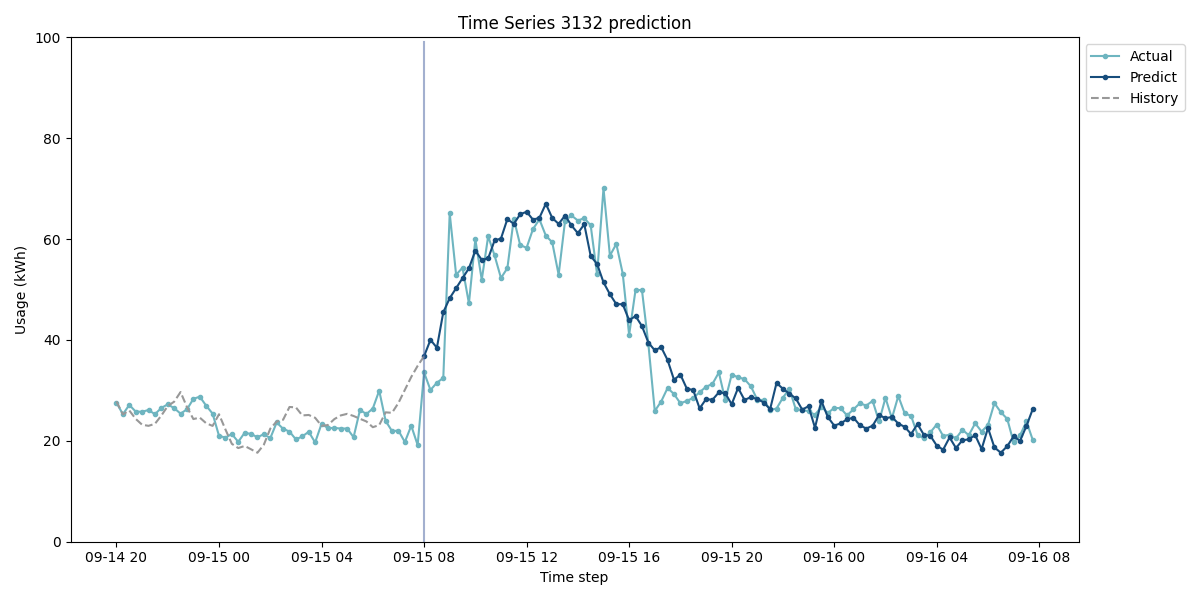 Time Series 3132 prediction
Usage (kWh)
100
80
60
40
20
0
09-14 20
09-15 00
09-15 04
09-15 08
09-15 12
09-15 16
09-15 20
09-16 00
09-16 04
09-16 08
Time step
Actual
Predict
History